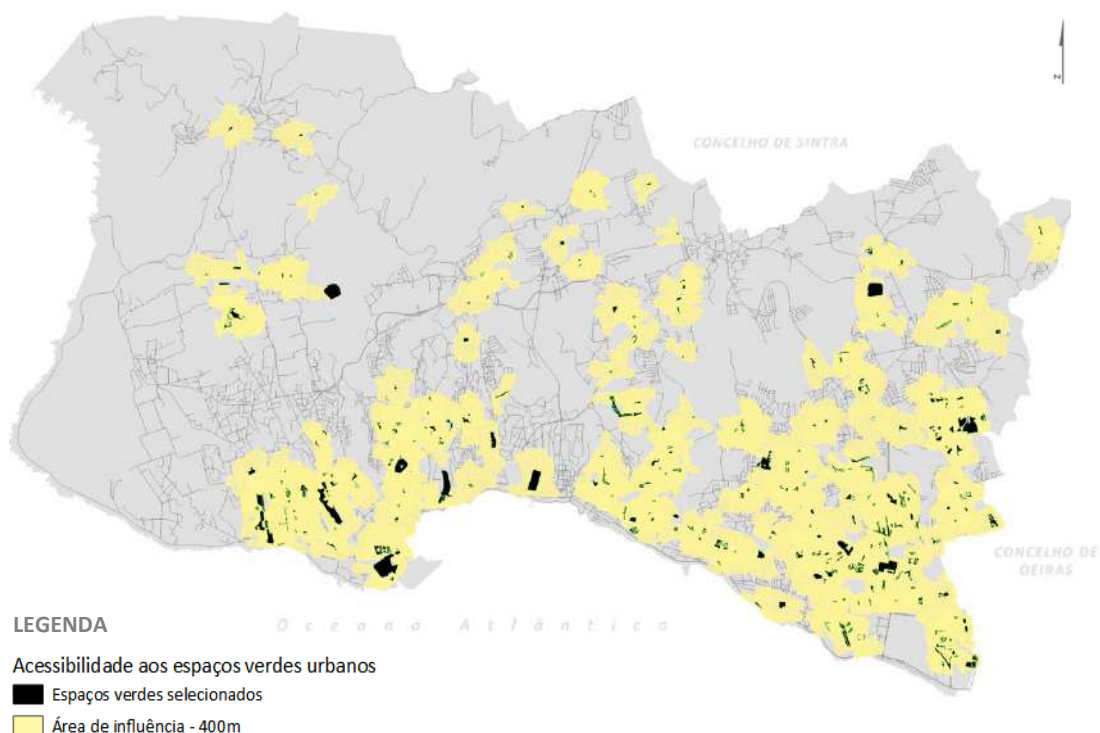 N
CONCELHO DE SINTRA
CONCELHO DE
OEIRAS
Oceano Atlântico
LEGENDA
Acessibilidade aos espaços verdes urbanos
Espaços verdes selecionados
Área de influência - 400m